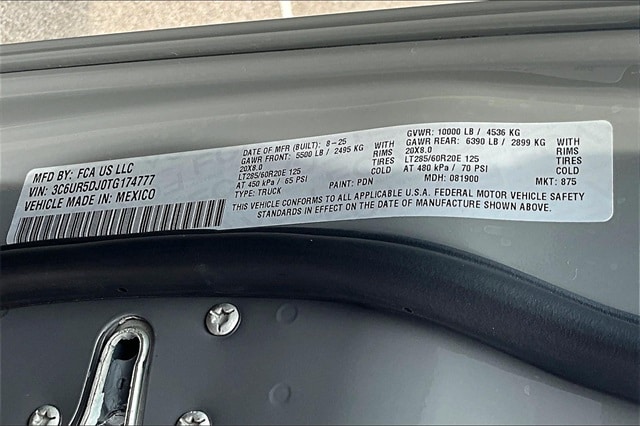 MFD BY: FCA US LLC
VIN: 3C6UR5DJ0TG174777
VEHICLE MADE IN: MEXICO
DATE OF MFR (BUILT): 8-25
GAWR FRONT: WITH
5500 LB / 2495 KG RIMS
20X8.0 TIRES
LT285/60R20E 125 COLD
AT 450 kPa / 65 PSI
TYPE: TRUCK PAINT: PDN
GVWR: 10000 LB / 4536 KG
GAWR REAR: WITH
6390 LB / 2899 KG RIMS
20X8.0 TIRES
LT285/60R20E 125 COLD
AT 480 kPa / 70 PSI
MDH: 081900 MKT: 875
THIS VEHICLE CONFORMS TO ALL APPLICABLE U.S.A. FEDERAL MOTOR VEHICLE SAFETY
STANDARDS IN EFFECT ON THE DATE OF MANUFACTURE SHOWN ABOVE.